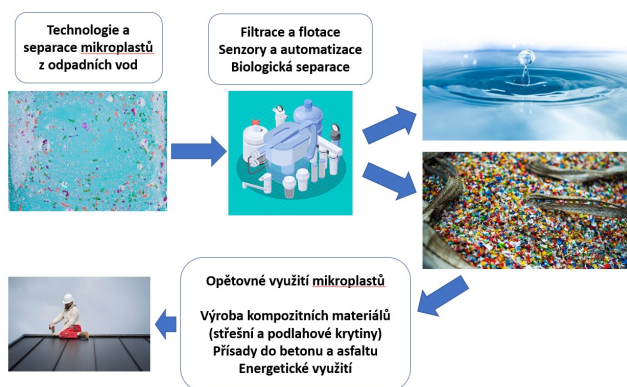 Technologie a
separace mikroplastů
z odpadních vod
Filtrace a flotace
Senzory a automatizace
Biologická separace
Opětovné využití mikroplastů
Výroba kompozitních materiálů
(střešní a podlahové krytiny)
Přísady do betonu a asfaltu
Energetické využití